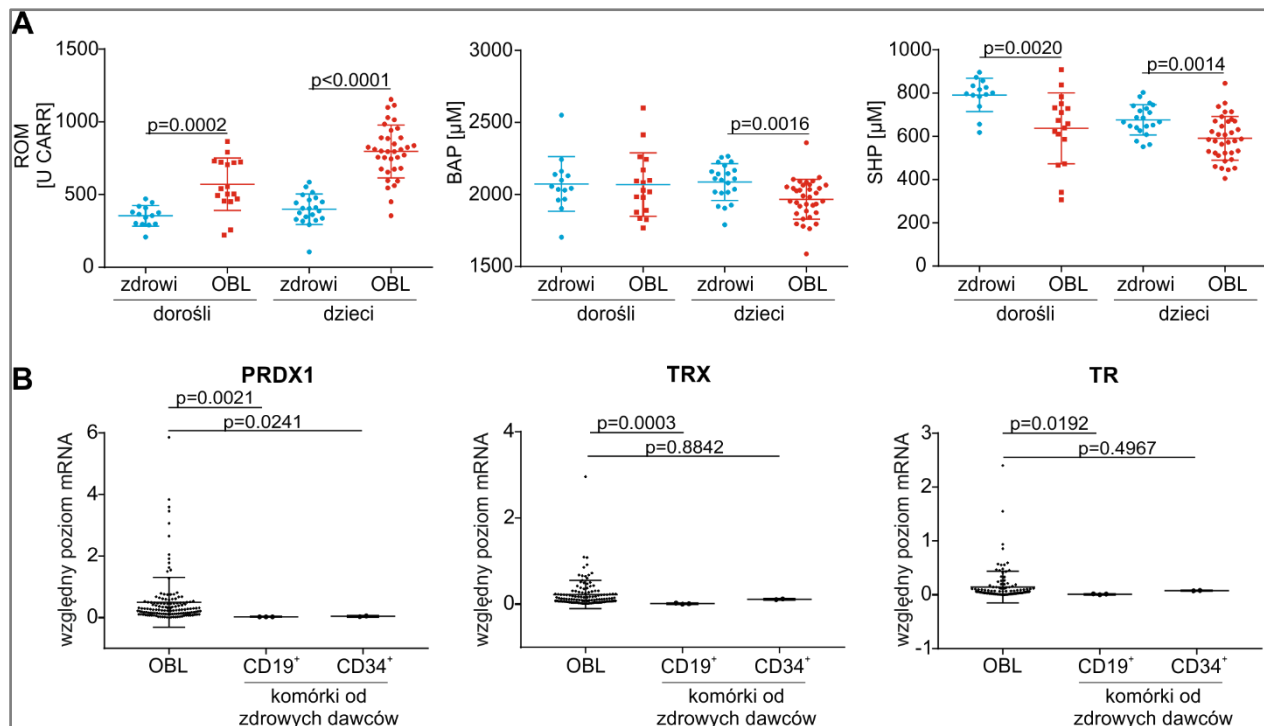 A
1500
1000
500
0
ROM
[U CARR]
p=0.0002
p<0.0001
zdrowi OBL zdrowi OBL
dorośli dzieci
3000
2500
2000
1500
BAP [µM]
p=0.0016
zdrowi OBL zdrowi OBL
dorośli dzieci
1000
800
600
400
200
0
SHP [µM]
p=0.0020
p=0.0014
zdrowi OBL zdrowi OBL
dorośli dzieci
B
PRDX1
p=0.0021
p=0.0241
6
4
2
0
względny poziom mRNA
OBL CD19⁺ CD34⁺
komórki od
zdrowych dawców
TRX
p=0.0003
p=0.8842
4
2
0
względny poziom mRNA
OBL CD19⁺ CD34⁺
komórki od
zdrowych dawców
TR
p=0.0192
p=0.4967
3
2
1
0
-1
względny poziom mRNA
OBL CD19⁺ CD34⁺
komórki od
zdrowych dawców